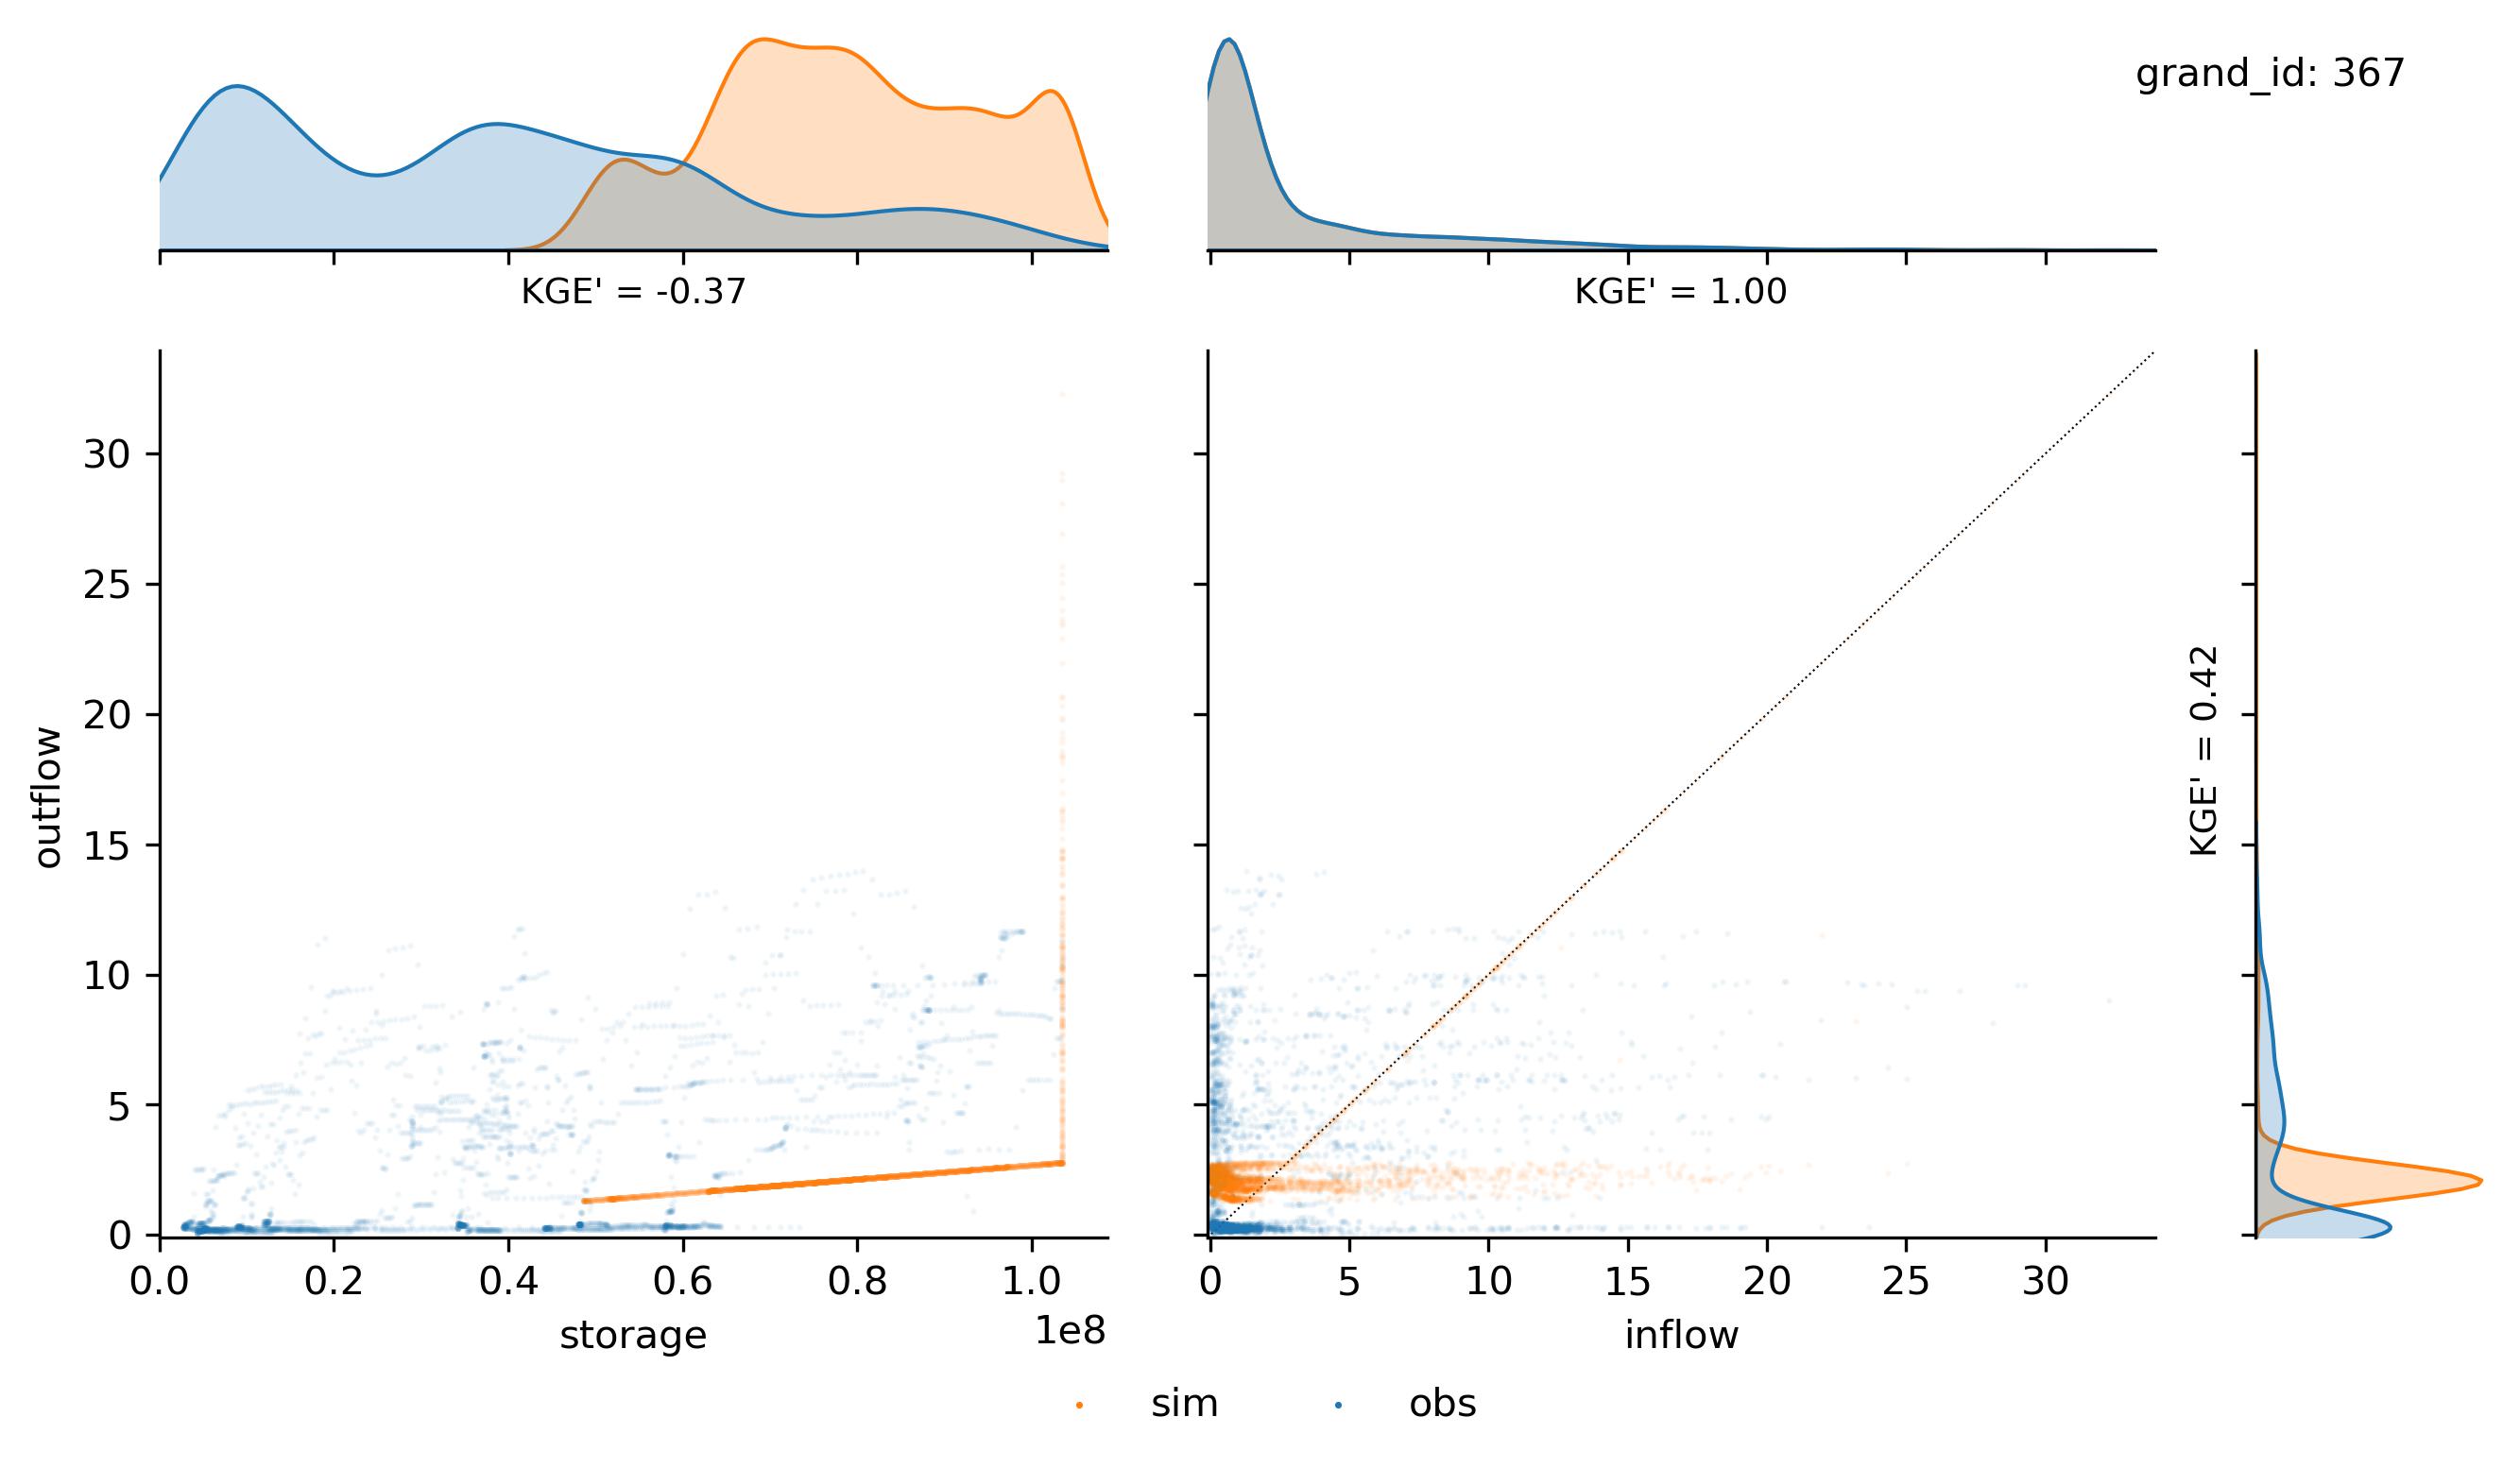 grand_id: 367
KGE' = -0.37
KGE' = 1.00
30
25
20
15
10
5
0
outflow
0.0 0.2 0.4 0.6 0.8 1.0
1e8
storage
0 5 10 15 20 25 30
inflow
KGE' = 0.42
sim obs